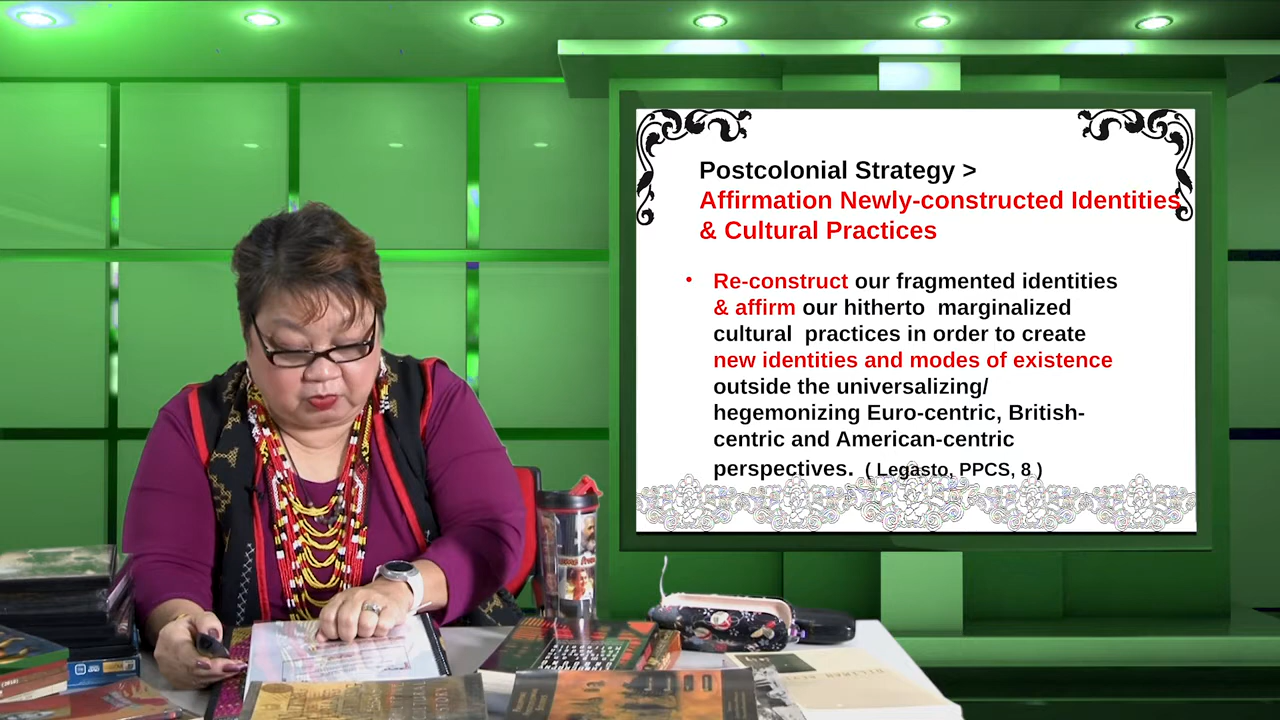 Postcolonial Strategy >
Affirmation Newly-constructed Identities
& Cultural Practices
• Re-construct our fragmented identities
& affirm our hitherto marginalized
cultural practices in order to create
new identities and modes of existence
outside the universalizing/
hegemonizing Euro-centric, British-
centric and American-centric
perspectives. ( Legasto, PPCS, 8 )